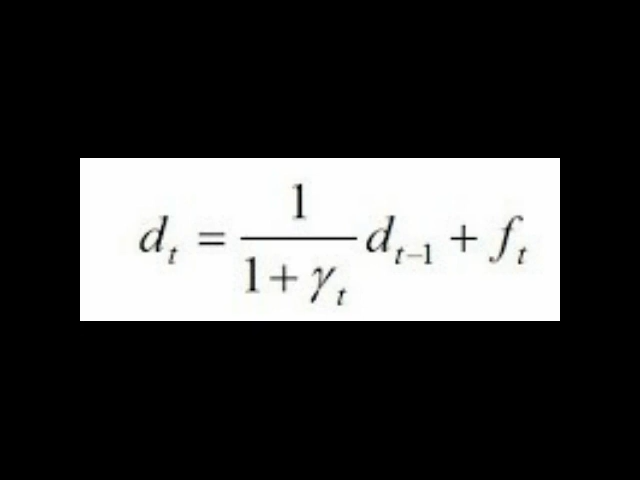 d_t = \frac{1}{1+\gamma_t} d_{t-1} + f_t